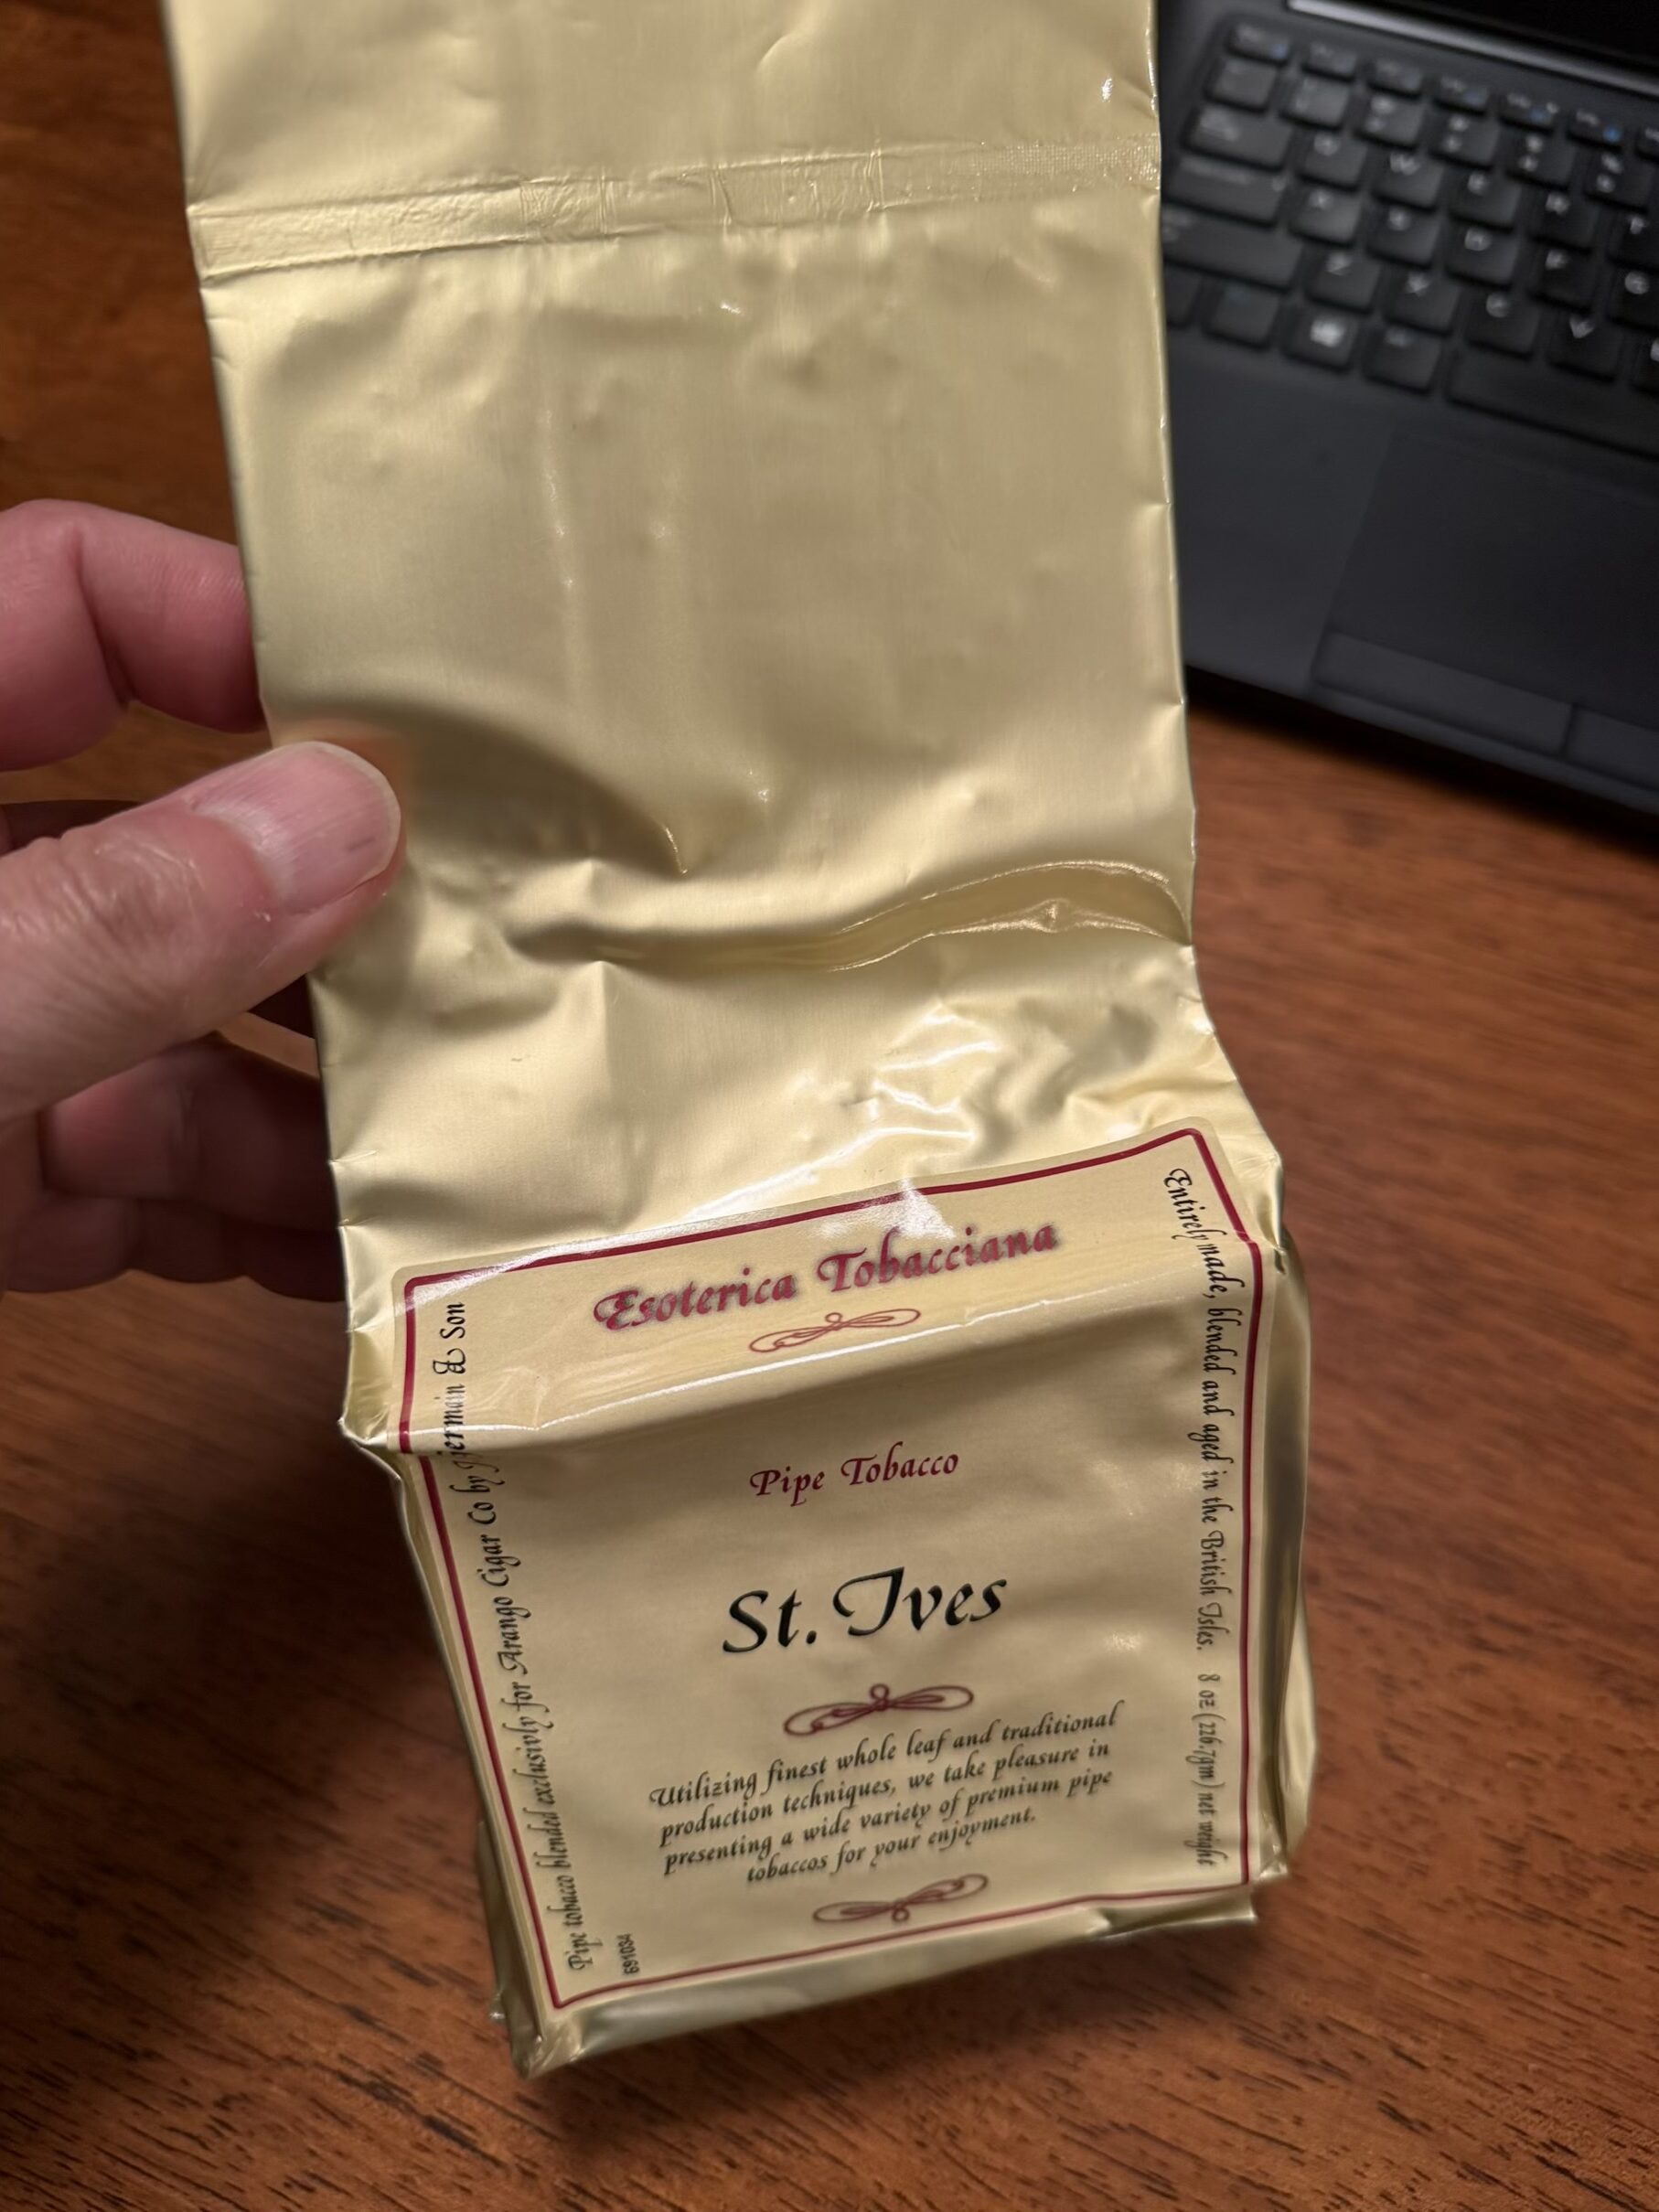 Esoterica Tobacciana
Pipe Tobacco
St. Ives
Utilizing finest whole leaf and traditional
production techniques, we take pleasure in
presenting a wide variety of premium pipe
tobaccos for your enjoyment.
Pipe tobacco blended exclusivly for Arango Cigar Co by J. Germain & Son
691034
Entirely made, blended and aged in the British Isles. 8 oz (226.7gm) net weight